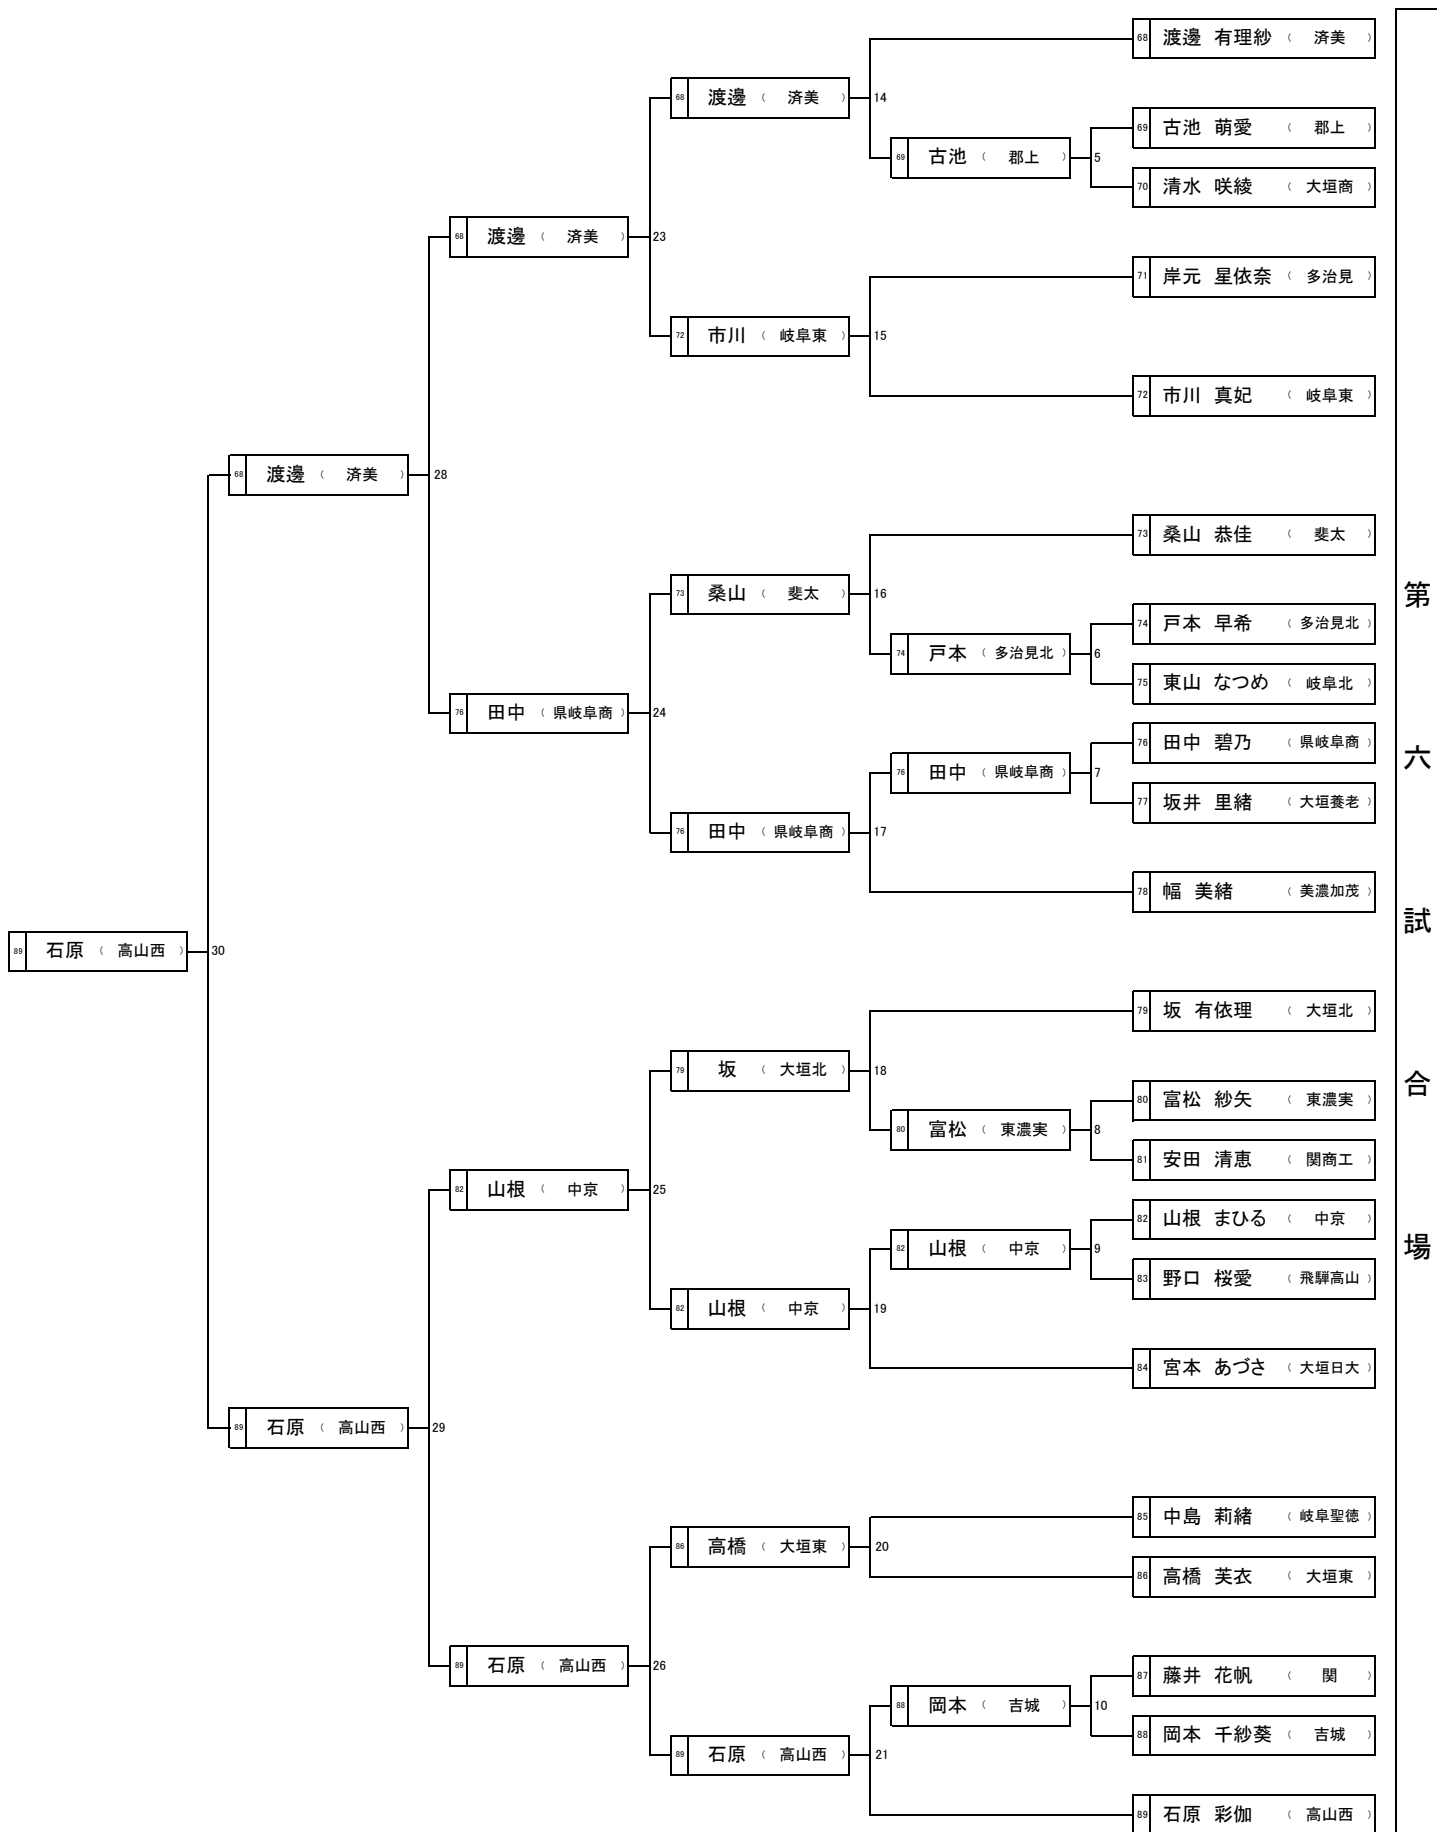 68 渡邊 有理紗 （ 済美 ）
68 渡邊 （ 済美 ） 14
69 古池 萌愛 （ 郡上 ）
69 古池 （ 郡上 ） 5
70 清水 咲綾 （ 大垣商 ）
68 渡邊 （ 済美 ） 23
71 岸元 星依奈 （ 多治見 ）
72 市川 （ 岐阜東 ） 15
72 市川 真妃 （ 岐阜東 ）
68 渡邊 （ 済美 ） 28
73 桑山 恭佳 （ 斐太 ）
73 桑山 （ 斐太 ） 16
74 戸本 早希 （ 多治見北 ）
74 戸本 （ 多治見北 ） 6
75 東山 なつめ （ 岐阜北 ）
76 田中 （ 県岐阜商 ） 24
76 田中 碧乃 （ 県岐阜商 ）
76 田中 （ 県岐阜商 ） 7
77 坂井 里緒 （ 大垣養老 ）
76 田中 （ 県岐阜商 ） 17
78 幅 美緒 （ 美濃加茂 ）
89 石原 （ 高山西 ） 30
79 坂 有依理 （ 大垣北 ）
79 坂 （ 大垣北 ） 18
80 富松 紗矢 （ 東濃実 ）
80 富松 （ 東濃実 ） 8
81 安田 清恵 （ 関商工 ）
82 山根 （ 中京 ） 25
82 山根 まひる （ 中京 ）
82 山根 （ 中京 ） 9
83 野口 桜愛 （ 飛騨高山 ）
82 山根 （ 中京 ） 19
84 宮本 あづさ （ 大垣日大 ）
89 石原 （ 高山西 ） 29
85 中島 莉緒 （ 岐阜聖徳 ）
86 高橋 （ 大垣東 ） 20
86 高橋 芙衣 （ 大垣東 ）
89 石原 （ 高山西 ） 26
87 藤井 花帆 （ 関 ）
88 岡本 （ 吉城 ） 10
88 岡本 千紗葵 （ 吉城 ）
89 石原 （ 高山西 ） 21
89 石原 彩伽 （ 高山西 ）
第六試合場